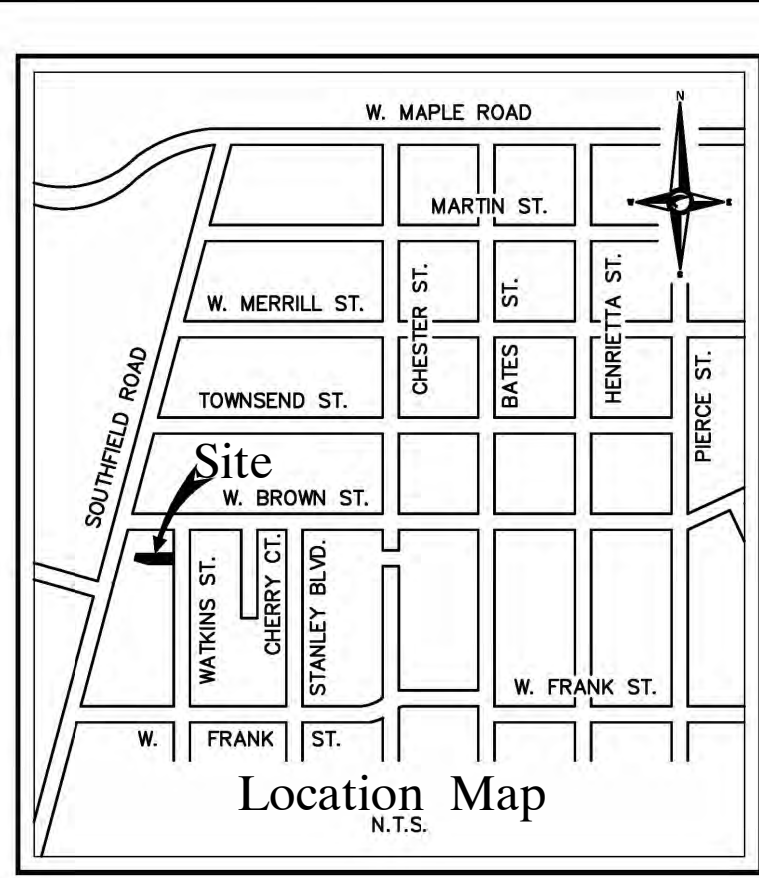 W. MAPLE ROAD
N
MARTIN ST.
W
E
S
CHESTER ST.
BATES ST.
HENRIETTA ST.
W. MERRILL ST.
SOUTHFIELD ROAD
TOWNSEND ST.
PIERCE ST.
Site
W. BROWN ST.
WATKINS ST.
CHERRY CT.
STANLEY BLVD.
W. FRANK ST.
W. FRANK ST.
Location Map
N.T.S.